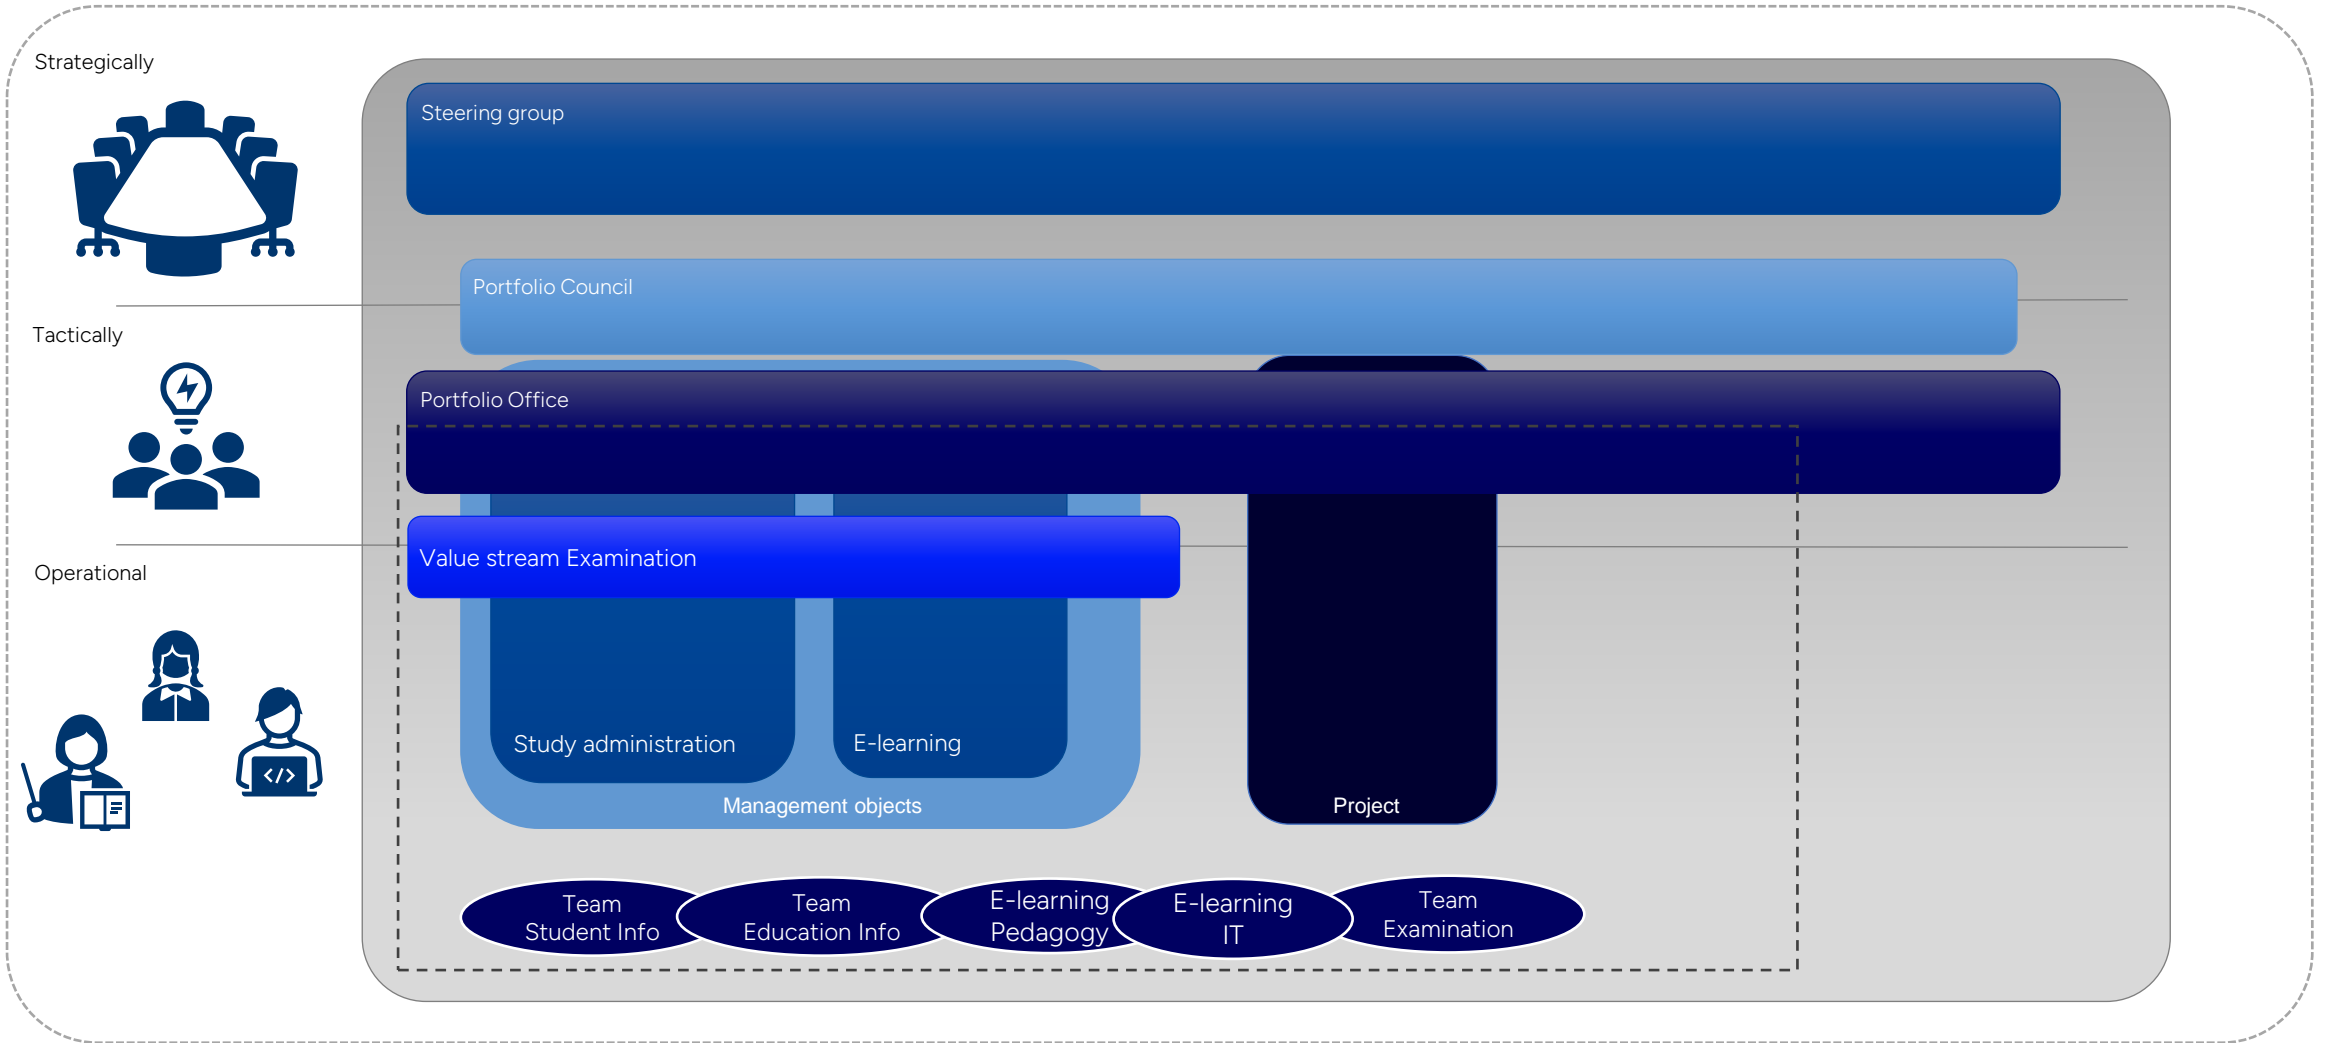 Strategically
Steering group
Portfolio Council
Tactically
Portfolio Office
Value stream Examination
Operational
Study administration
E-learning
Management objects
Project
Team
Student Info
Team
Education Info
E-learning
Pedagogy
E-learning
IT
Team
Examination